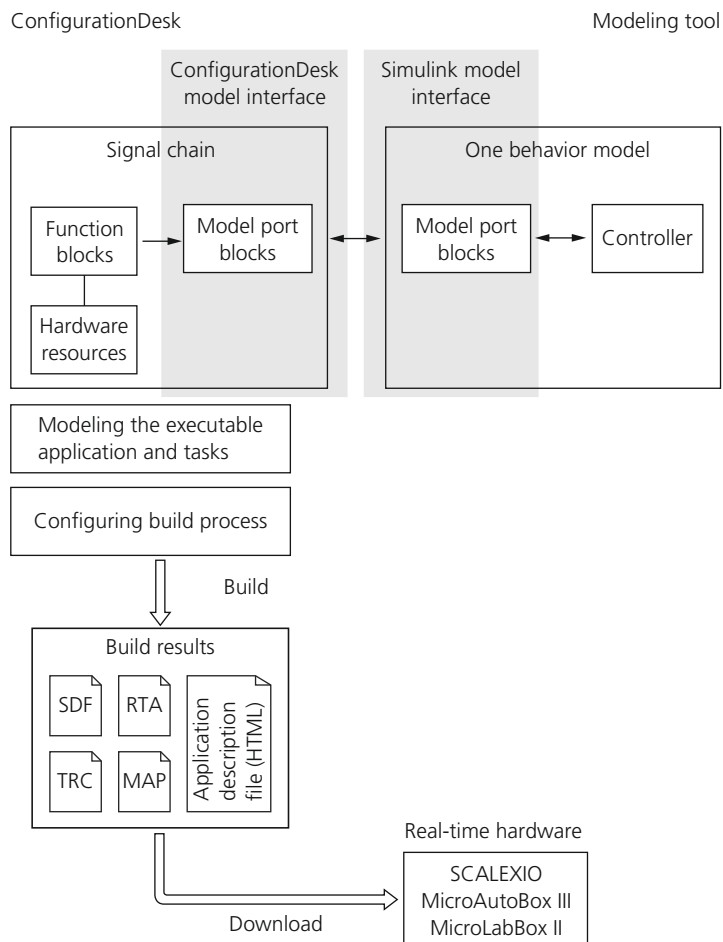 ConfigurationDesk
Modeling tool
ConfigurationDesk
model interface
Simulink model
interface
Signal chain
One behavior model
Function
blocks
Model port
blocks
Model port
blocks
Controller
Hardware
resources
Modeling the executable
application and tasks
Configuring build process
Build
Build results
SDF
RTA
TRC
MAP
Application
description
file (HTML)
Real-time hardware
SCALEXIO
MicroAutoBox III
MicroLabBox II
Download